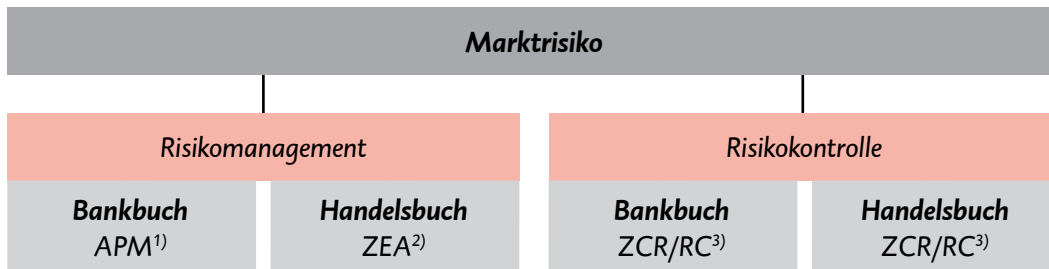 Marktrisiko
Risikomanagement
Risikokontrolle
Bankbuch
APM1)
Handelsbuch
ZEA2)
Bankbuch
ZCR/RC3)
Handelsbuch
ZCR/RC3)